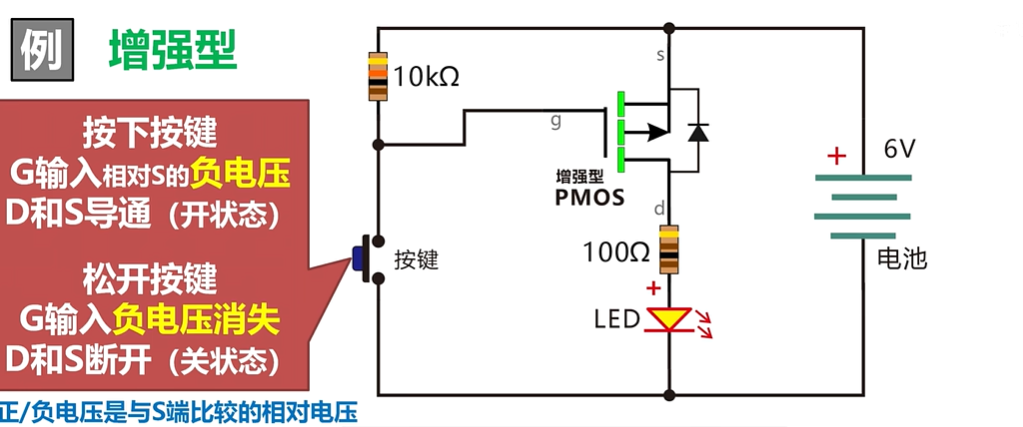 例 增强型
按下按键
G输入相对S的负电压
D和S导通（开状态）
松开按键
G输入负电压消失
D和S断开（关状态）
正/负电压是与S端比较的相对电压
10kΩ
s
g
增强型
PMOS
d
100Ω
+
LED
按键
+
6V
电池